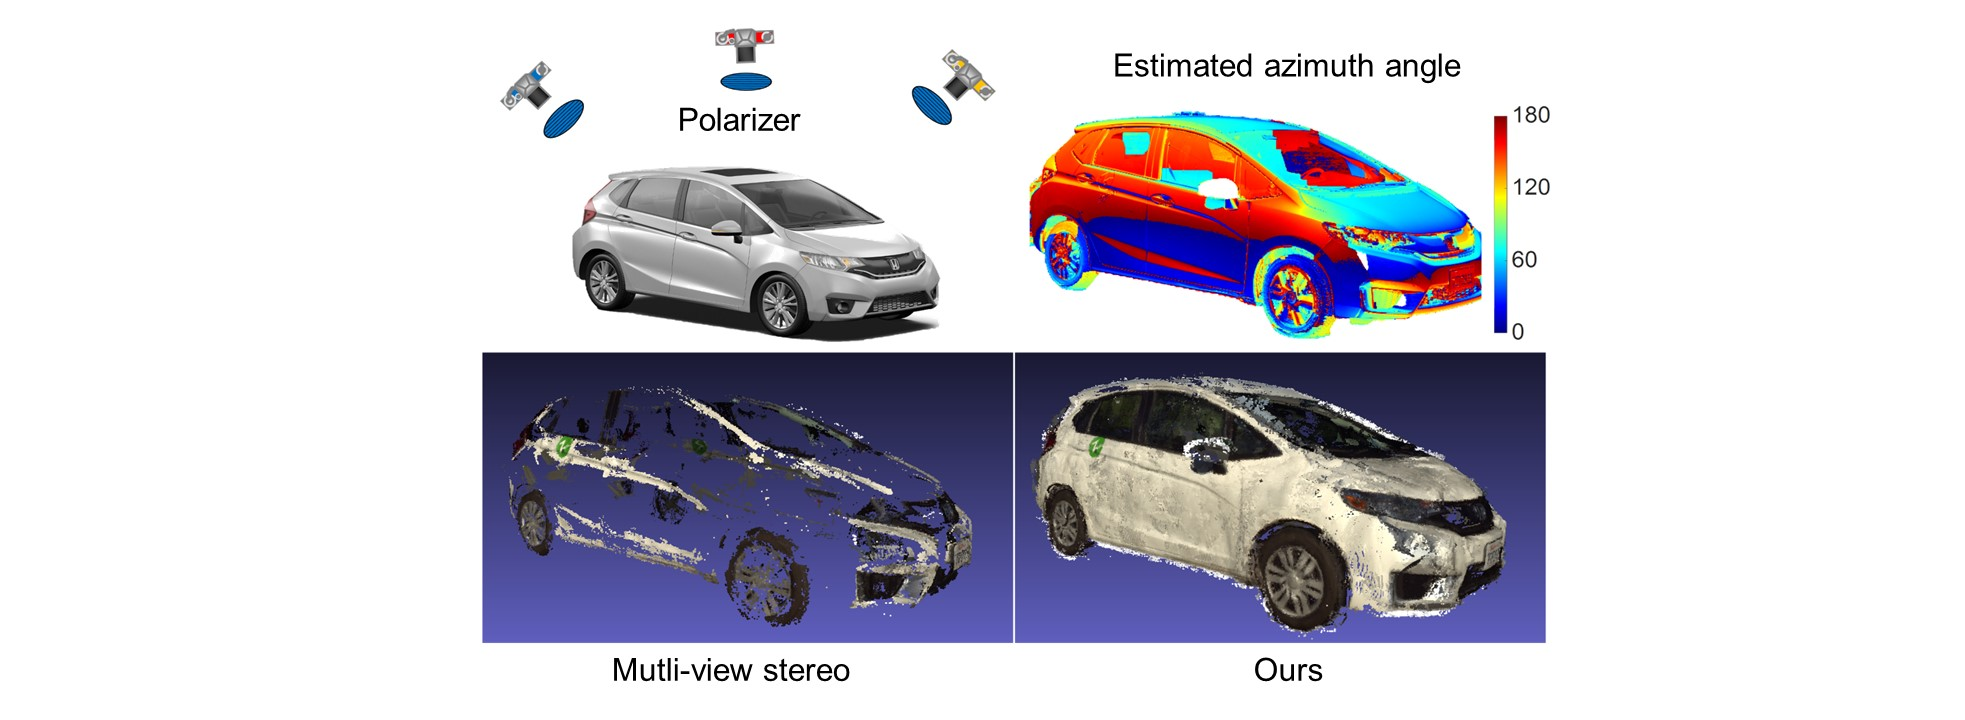 Polarizer
Estimated azimuth angle
180
120
60
0
Mutli-view stereo
Ours